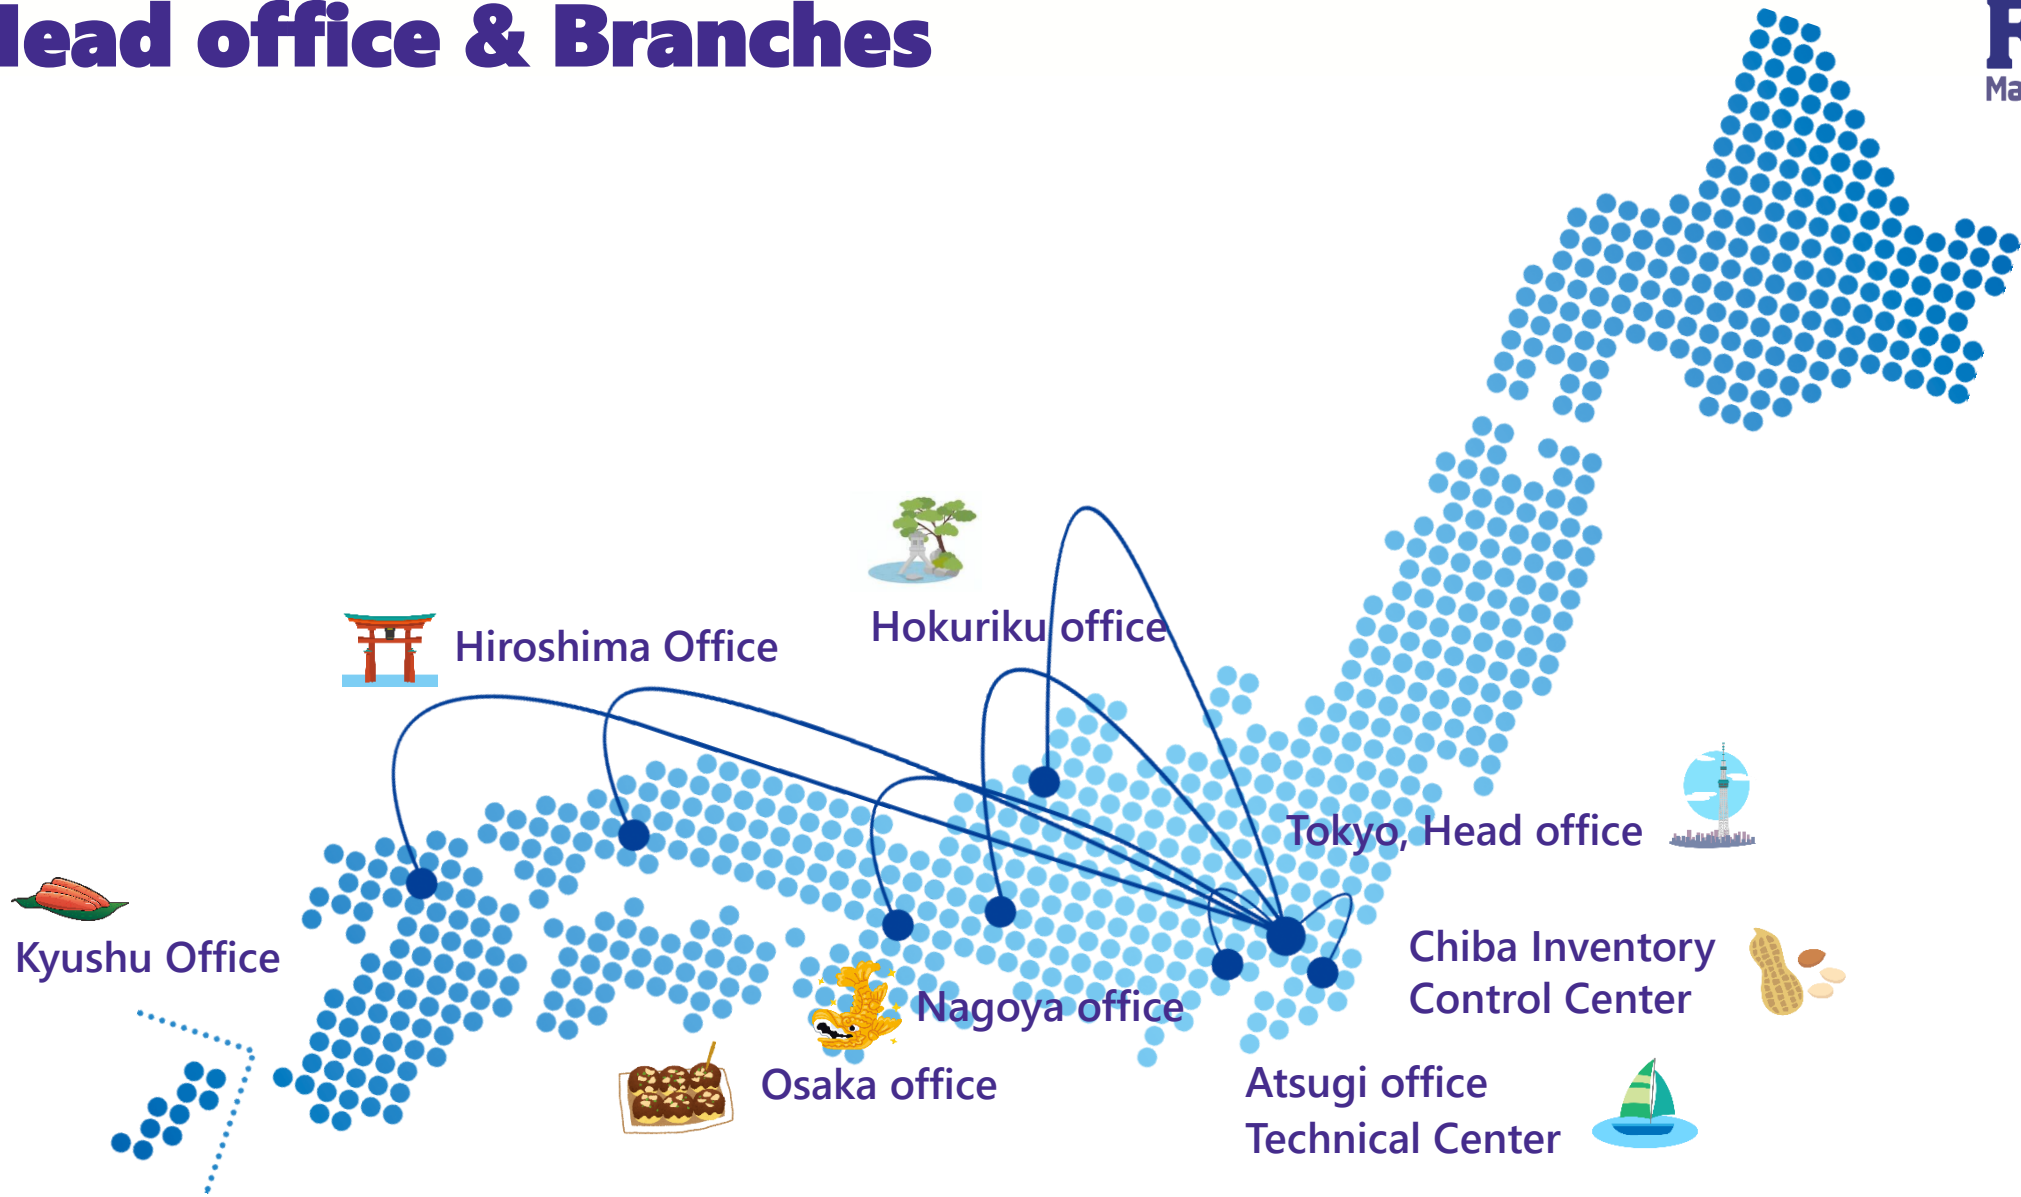 lead office & Branches
Hokuriku office
Hiroshima Office
Tokyo, Head office
Kyushu Office
Chiba Inventory
Control Center
Nagoya office
Osaka office
Atsugi office
Technical Center